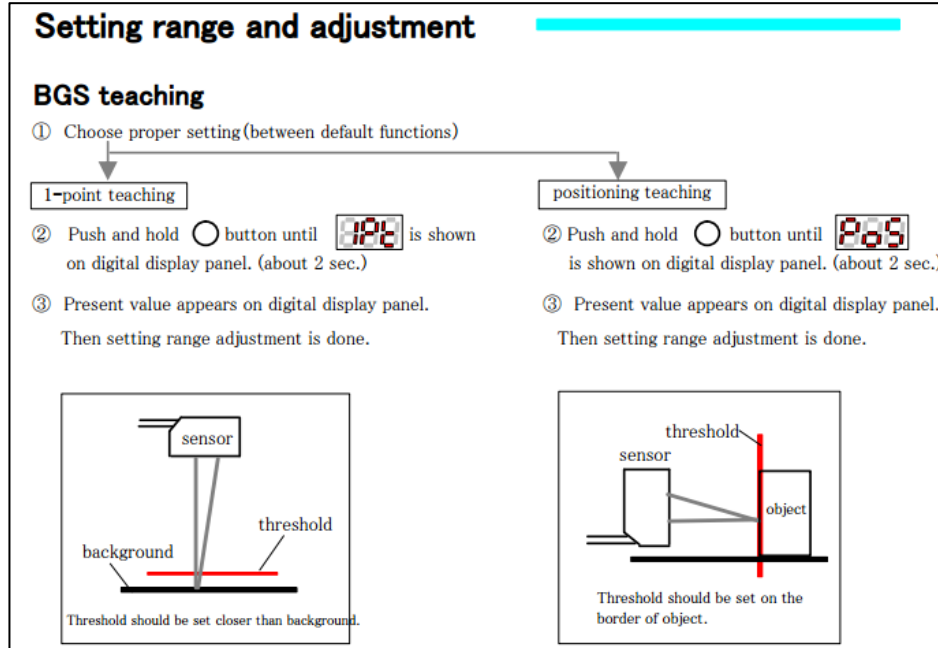 Setting range and adjustment
BGS teaching
① Choose proper setting(between default functions)
1-point teaching
② Push and hold ◯ button until 1Pt is shown
on digital display panel. (about 2 sec.)
③ Present value appears on digital display panel.
Then setting range adjustment is done.
sensor
threshold
background
Threshold should be set closer than background.
positioning teaching
② Push and hold ◯ button until PoS
is shown on digital display panel. (about 2 sec.)
③ Present value appears on digital display panel.
Then setting range adjustment is done.
threshold
sensor
object
Threshold should be set on the
border of object.